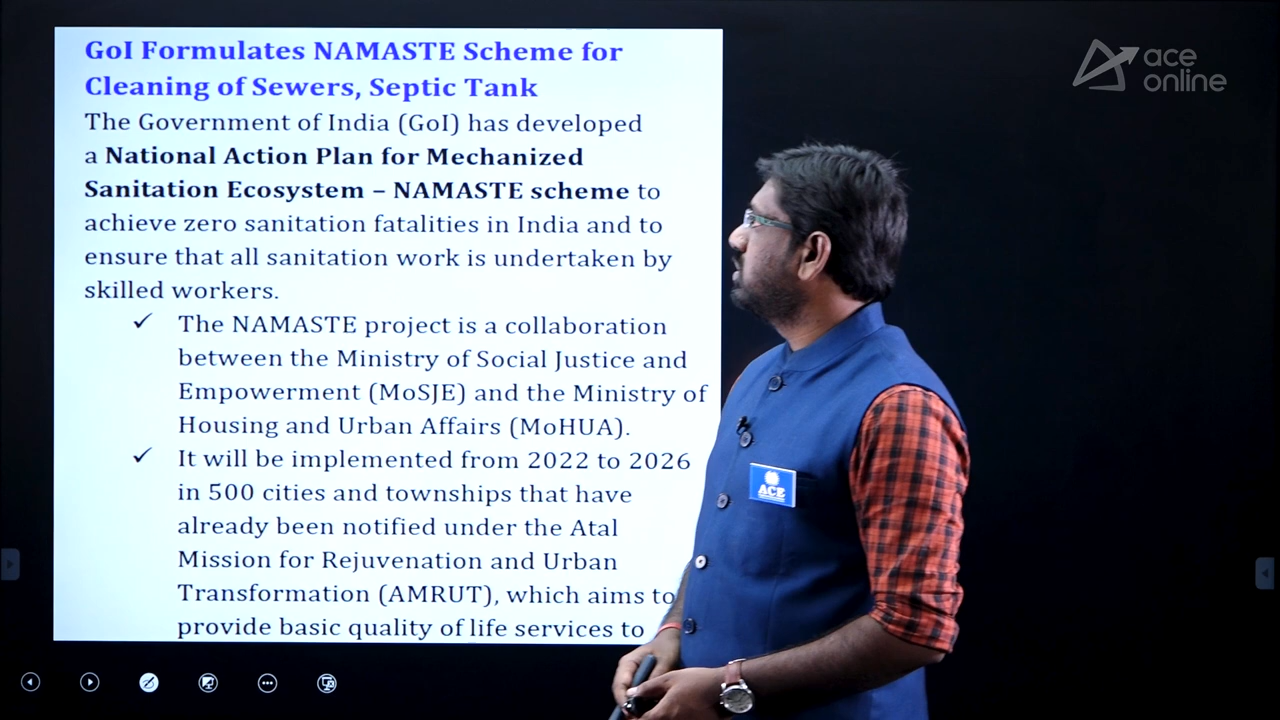 GoI Formulates NAMASTE Scheme for
Cleaning of Sewers, Septic Tank
The Government of India (GoI) has developed
a National Action Plan for Mechanized
Sanitation Ecosystem – NAMASTE scheme to
achieve zero sanitation fatalities in India and to
ensure that all sanitation work is undertaken by
skilled workers.
✓ The NAMASTE project is a collaboration
between the Ministry of Social Justice and
Empowerment (MoSJE) and the Ministry of
Housing and Urban Affairs (MoHUA).
✓ It will be implemented from 2022 to 2026
in 500 cities and townships that have
already been notified under the Atal
Mission for Rejuvenation and Urban
Transformation (AMRUT), which aims to
provide basic quality of life services to
ace
online
ACE